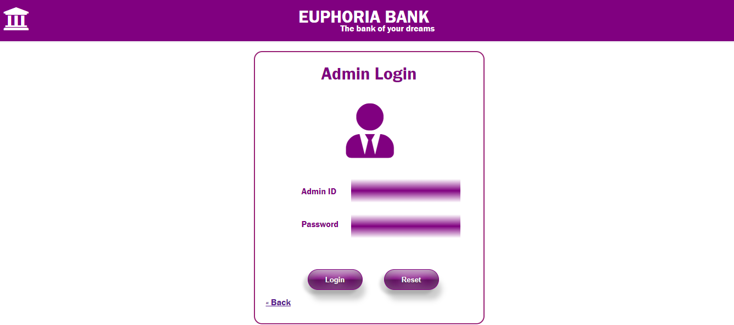 EUPHORIA BANK
The bank of your dreams
Admin Login
Admin ID
Password
Login Reset
- Back